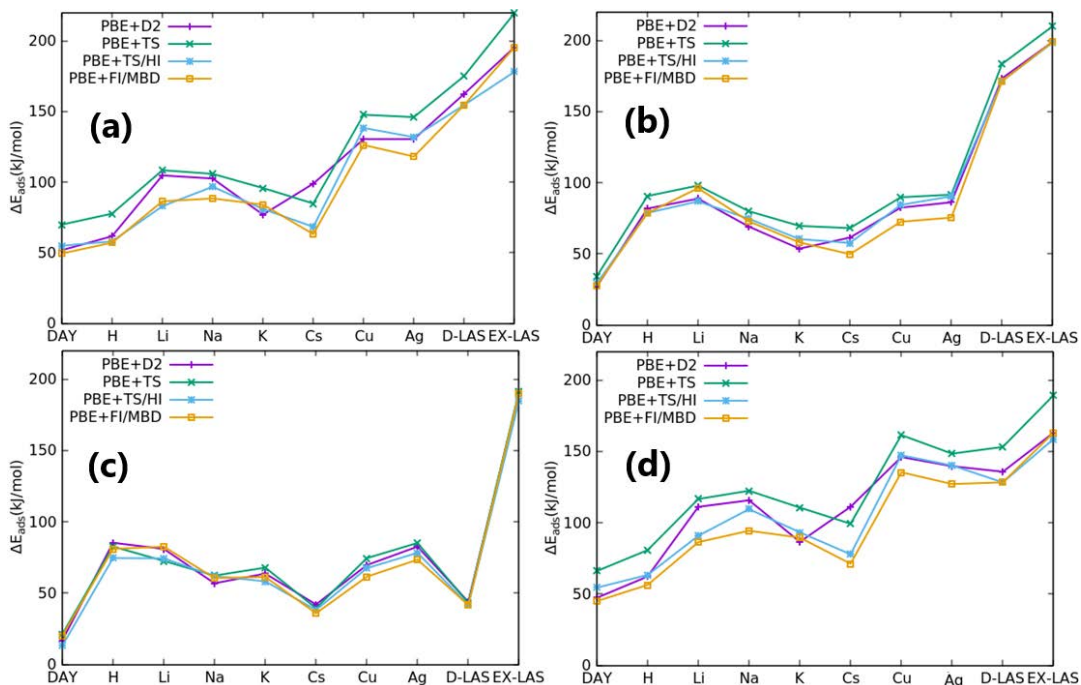 PBE+D2
PBE+TS
PBE+TS/HI
PBE+FI/MBD
(a)
ΔEads(kJ/mol)
200
150
100
50
0
DAY H Li Na K Cs Cu Ag D-LAS EX-LAS
PBE+D2
PBE+TS
PBE+TS/HI
PBE+FI/MBD
(b)
ΔEads(kJ/mol)
200
150
100
50
0
DAY H Li Na K Cs Cu Ag D-LAS EX-LAS
PBE+D2
PBE+TS
PBE+TS/HI
PBE+FI/MBD
(c)
ΔEads(kJ/mol)
200
150
100
50
0
DAY H Li Na K Cs Cu Ag D-LAS EX-LAS
PBE+D2
PBE+TS
PBE+TS/HI
PBE+FI/MBD
(d)
ΔEads(kJ/mol)
200
150
100
50
0
DAY H Li Na K Cs Cu Ag D-LAS EX-LAS